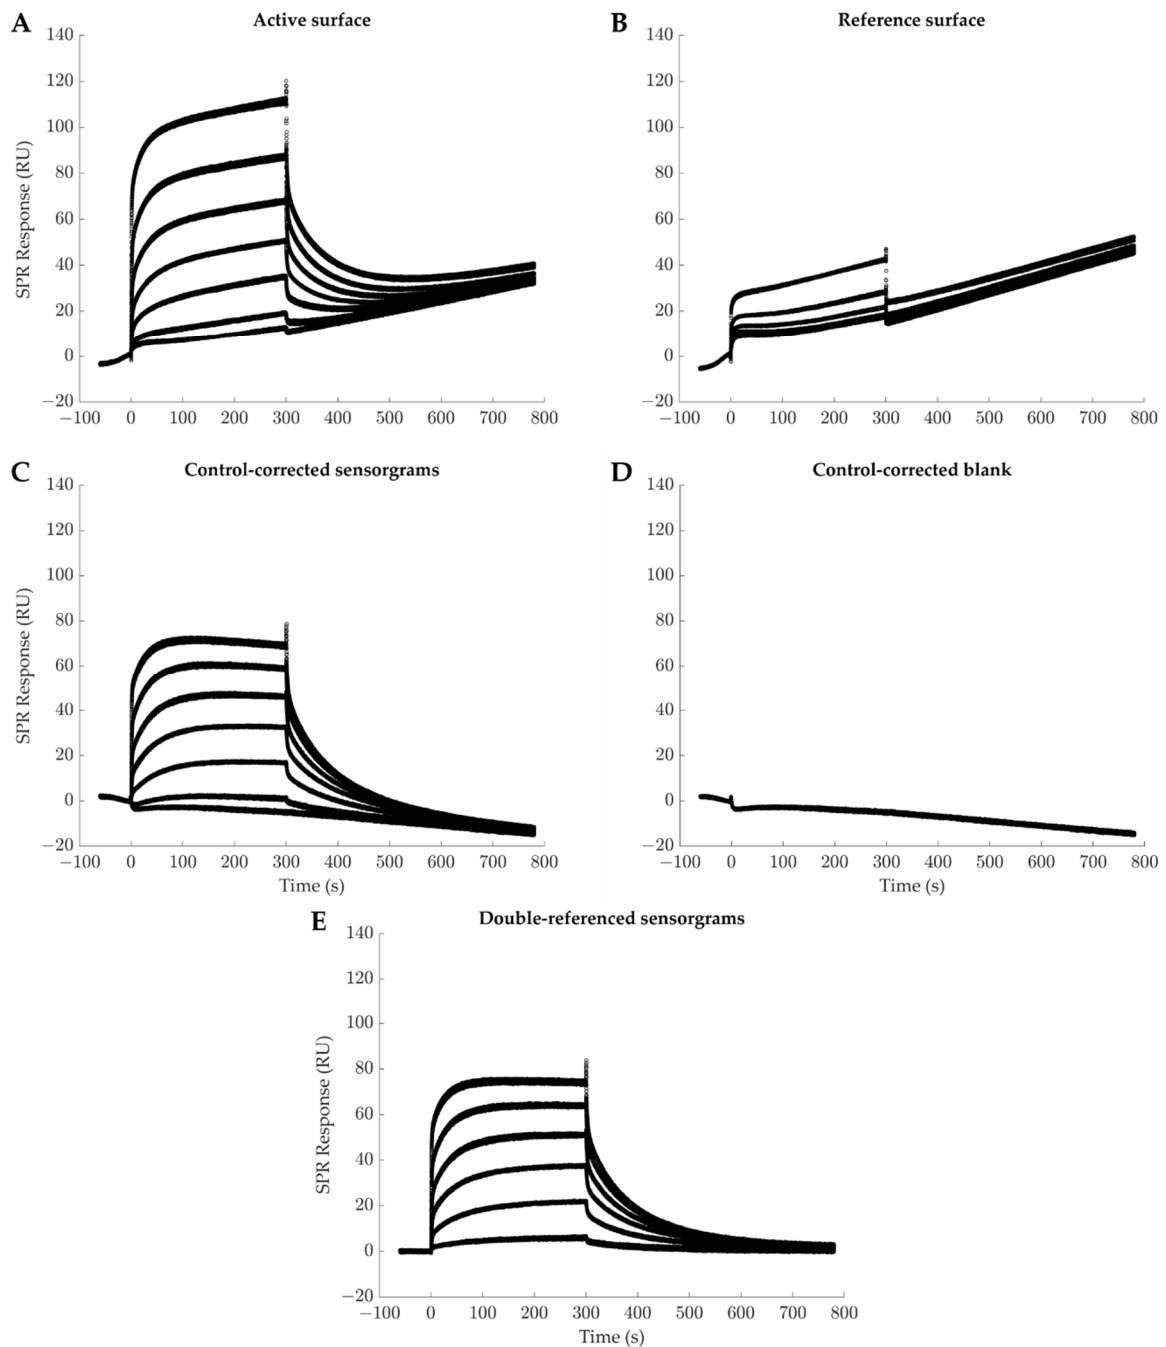 A Active surface
B Reference surface
140 140
120 120
100 100
80 80
60 60
40 40
20 20
0 0
−20 −20
SPR Response (RU)
−100 0 100 200 300 400 500 600 700 800
−100 0 100 200 300 400 500 600 700 800
C Control-corrected sensorgrams
D Control-corrected blank
140 140
120 120
100 100
80 80
60 60
40 40
20 20
0 0
−20 −20
SPR Response (RU)
−100 0 100 200 300 400 500 600 700 800
−100 0 100 200 300 400 500 600 700 800
Time (s)
Time (s)
E Double-referenced sensorgrams
140
120
100
80
60
40
20
0
−20
SPR Response (RU)
−100 0 100 200 300 400 500 600 700 800
Time (s)